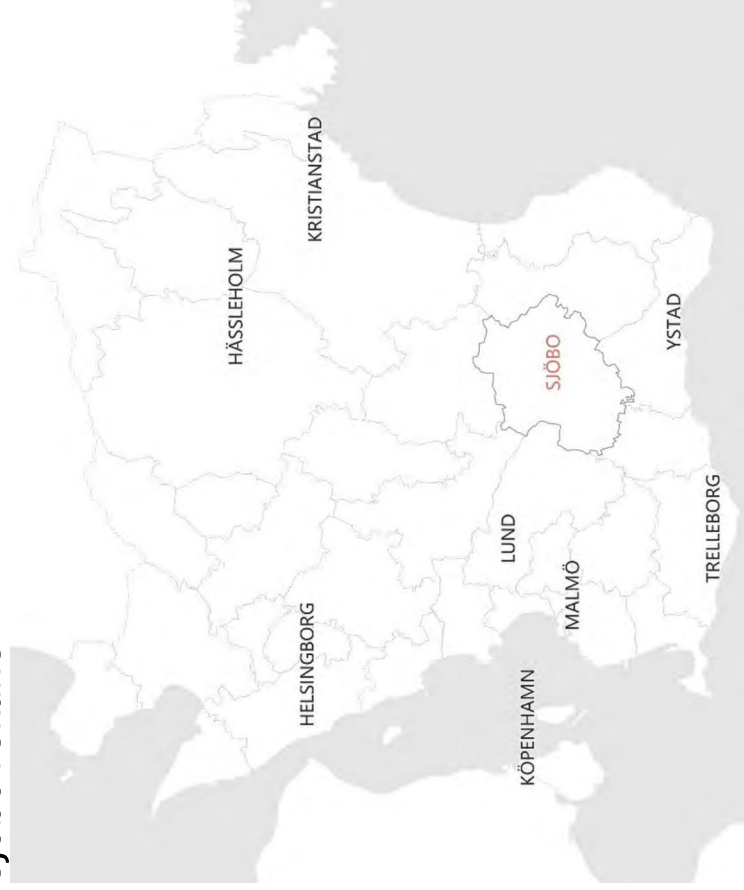 HÄSSLEHOLM
KRISTIANSTAD
HELSINGBORG
LUND
SJÖBO
MALMÖ
KÖPENHAMN
YSTAD
TRELLEBORG